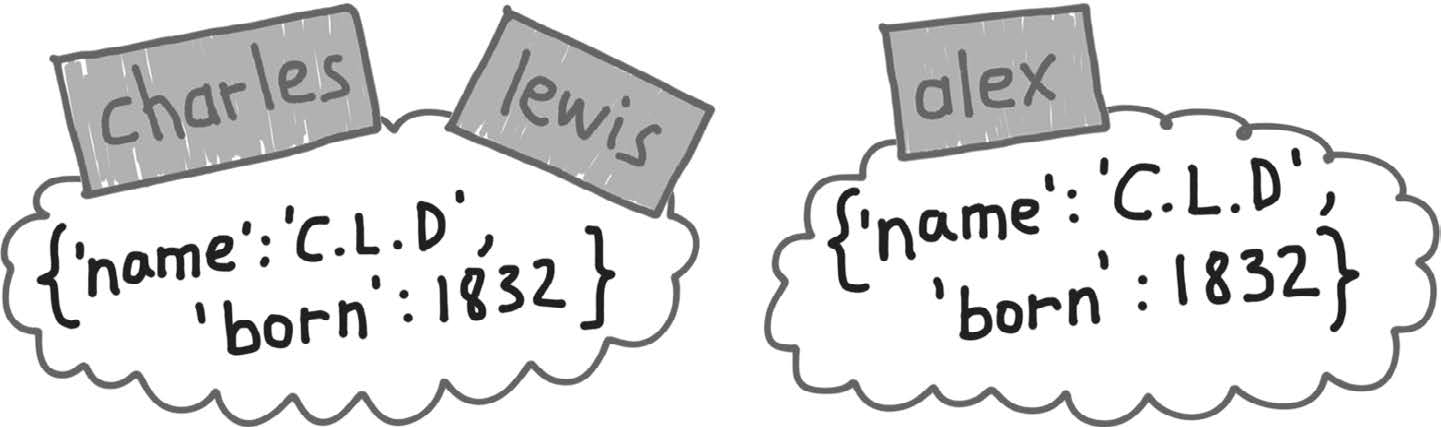 charles
lewis
{'name': 'C.L.D',
'born': 1832}
alex
{'name': 'C.L.D',
'born': 1832}